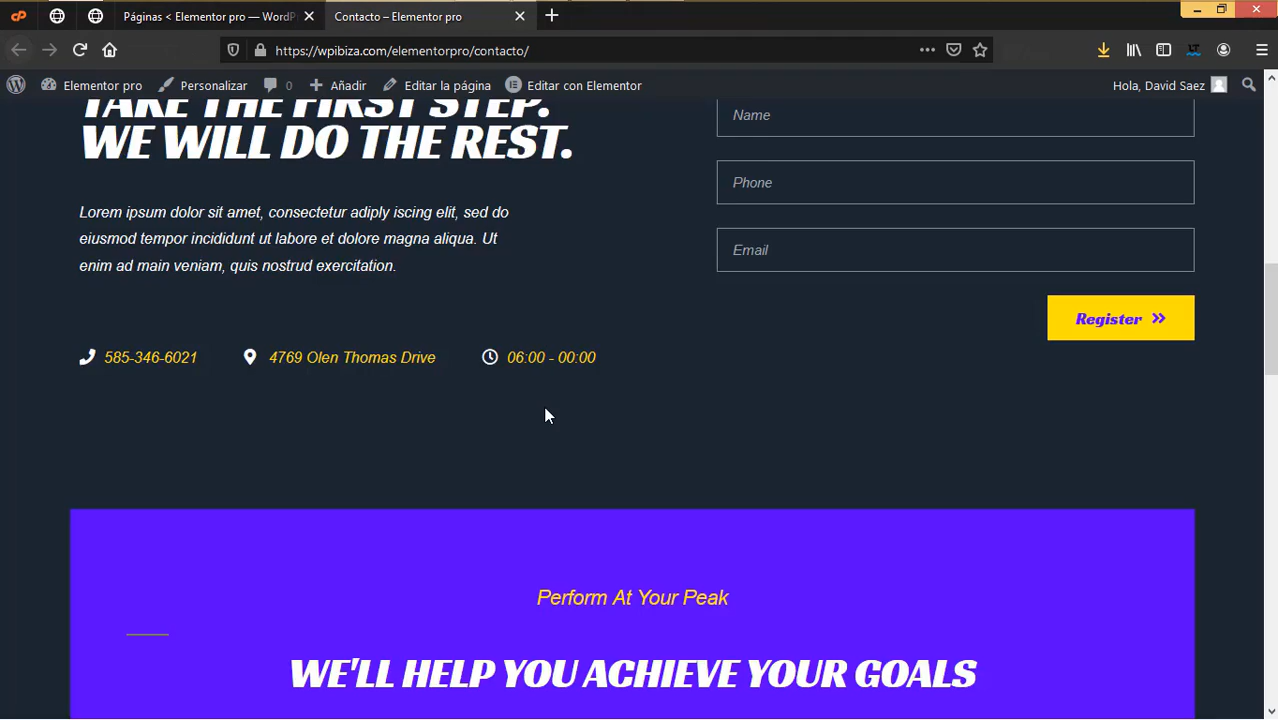 Páginas < Elementor pro — WordP
Contacto – Elementor pro
https://wpibiza.com/elementorpro/contacto/
Elementor pro
Personalizar
0
Añadir
Editar la página
Editar con Elementor
Hola, David Saez
TAKE THE FIRST STEP.
WE WILL DO THE REST.
Lorem ipsum dolor sit amet, consectetur adiply iscing elit, sed do
eiusmod tempor incididunt ut labore et dolore magna aliqua. Ut
enim ad main veniam, quis nostrud exercitation.
585-346-6021
4769 Olen Thomas Drive
06:00 - 00:00
Name
Phone
Email
Register
Perform At Your Peak
WE'LL HELP YOU ACHIEVE YOUR GOALS